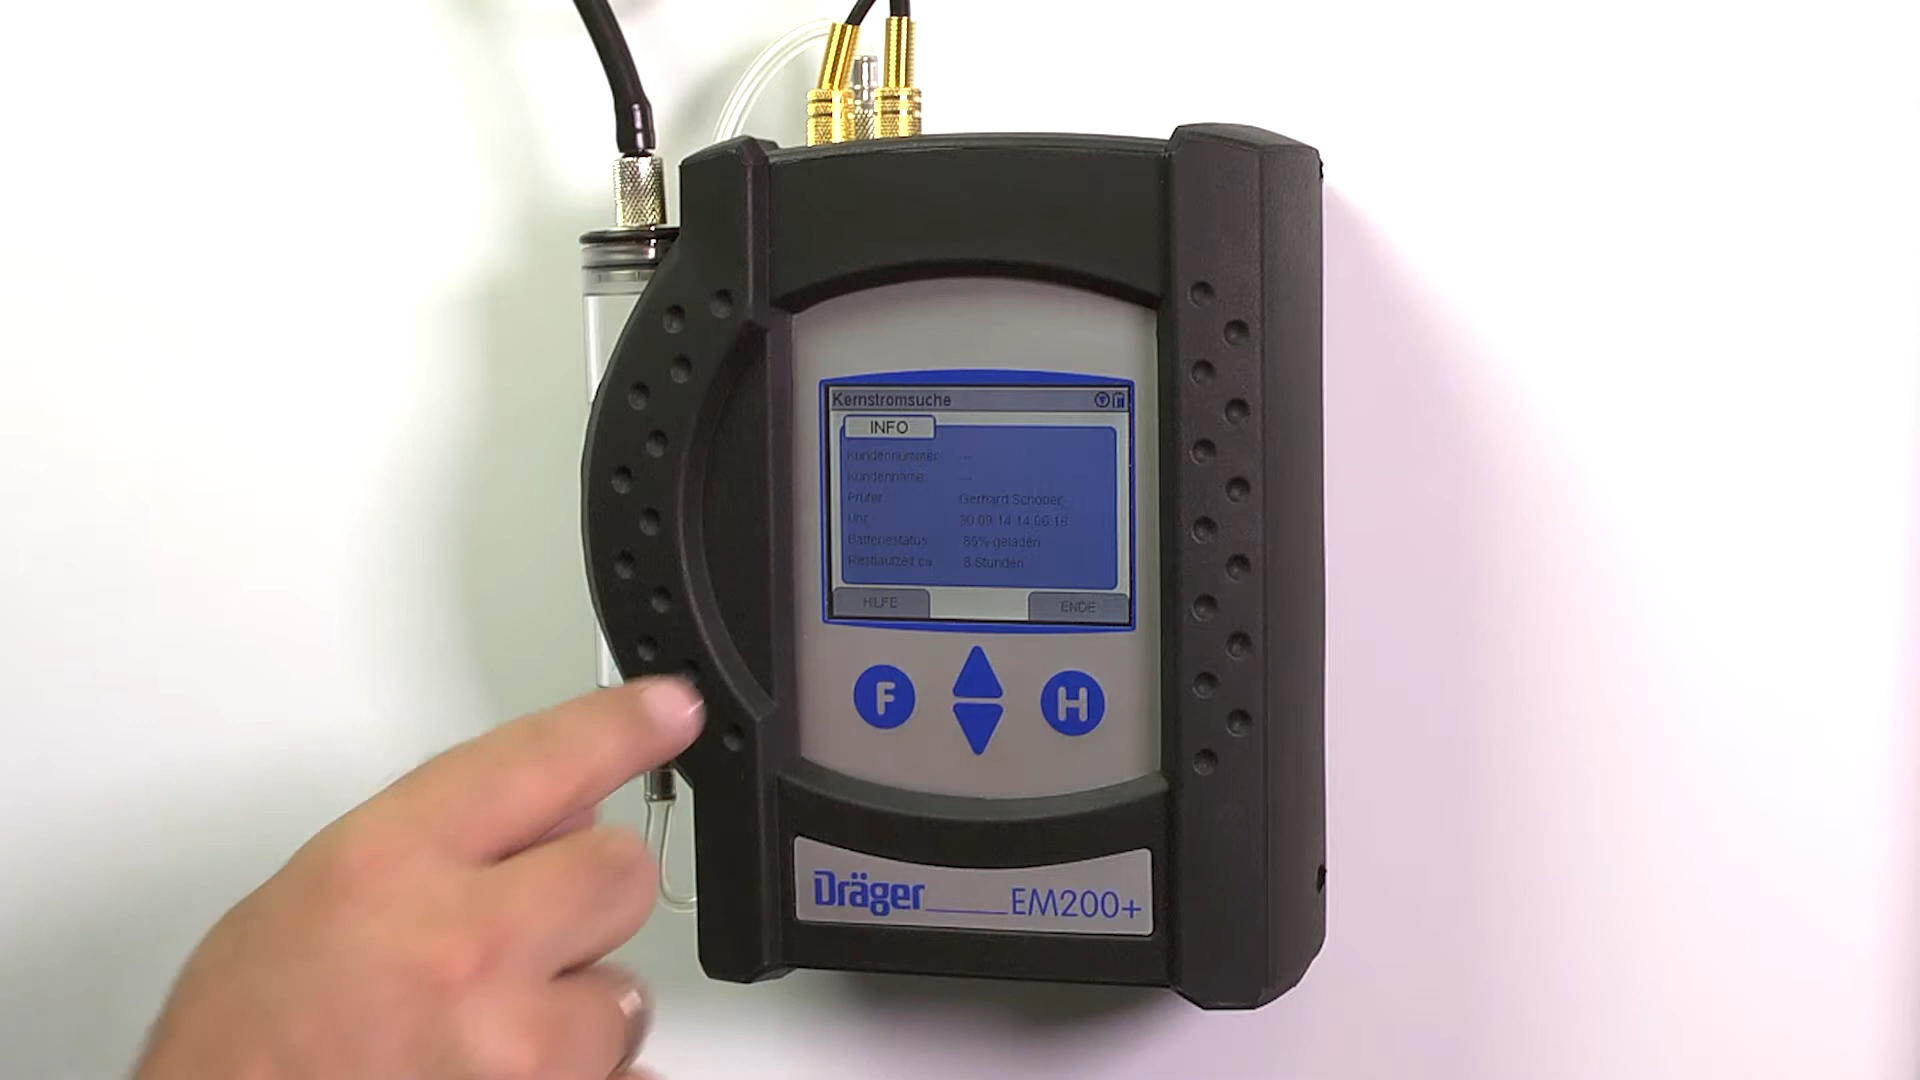 Kernstromsuche
INFO
Kundennummer ---
Kundenname ---
Prüfer Gerhard Schober
Uhr 30.09.14 14:06:18
Batteriestatus 85% geladen
Restlaufzeit ca. 8 Stunden
HILFE ENDE
F H
Dräger EM200+